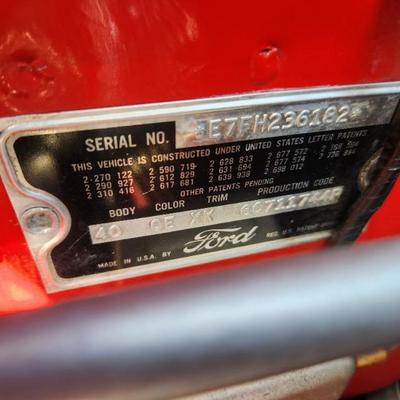 SERIAL NO. E7FH236182
THIS VEHICLE IS CONSTRUCTED UNDER UNITED STATES LETTER PATENTS
2-270 122 2 590 719 2 628 833 2 677 572
2 290 927 2 612 829 2 631 694 2 677 574
2 310 416 2 617 681 2 639 938 2 698 012
OTHER PATENTS PENDING
BODY COLOR TRIM PRODUCTION CODE
40 CE XK
MADE IN U.S.A. BY Ford REG. U.S. PATENT